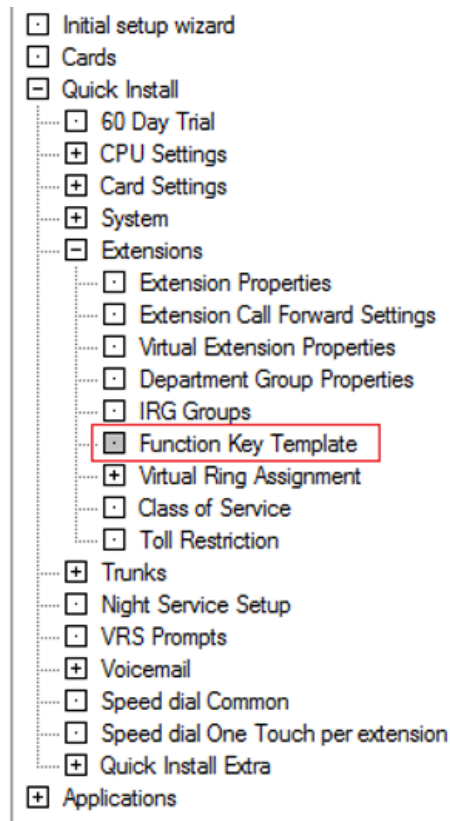 Initial setup wizard
Cards
Quick Install
60 Day Trial
CPU Settings
Card Settings
System
Extensions
Extension Properties
Extension Call Forward Settings
Virtual Extension Properties
Department Group Properties
IRG Groups
Function Key Template
Virtual Ring Assignment
Class of Service
Toll Restriction
Trunks
Night Service Setup
VRS Prompts
Voicemail
Speed dial Common
Speed dial One Touch per extension
Quick Install Extra
Applications